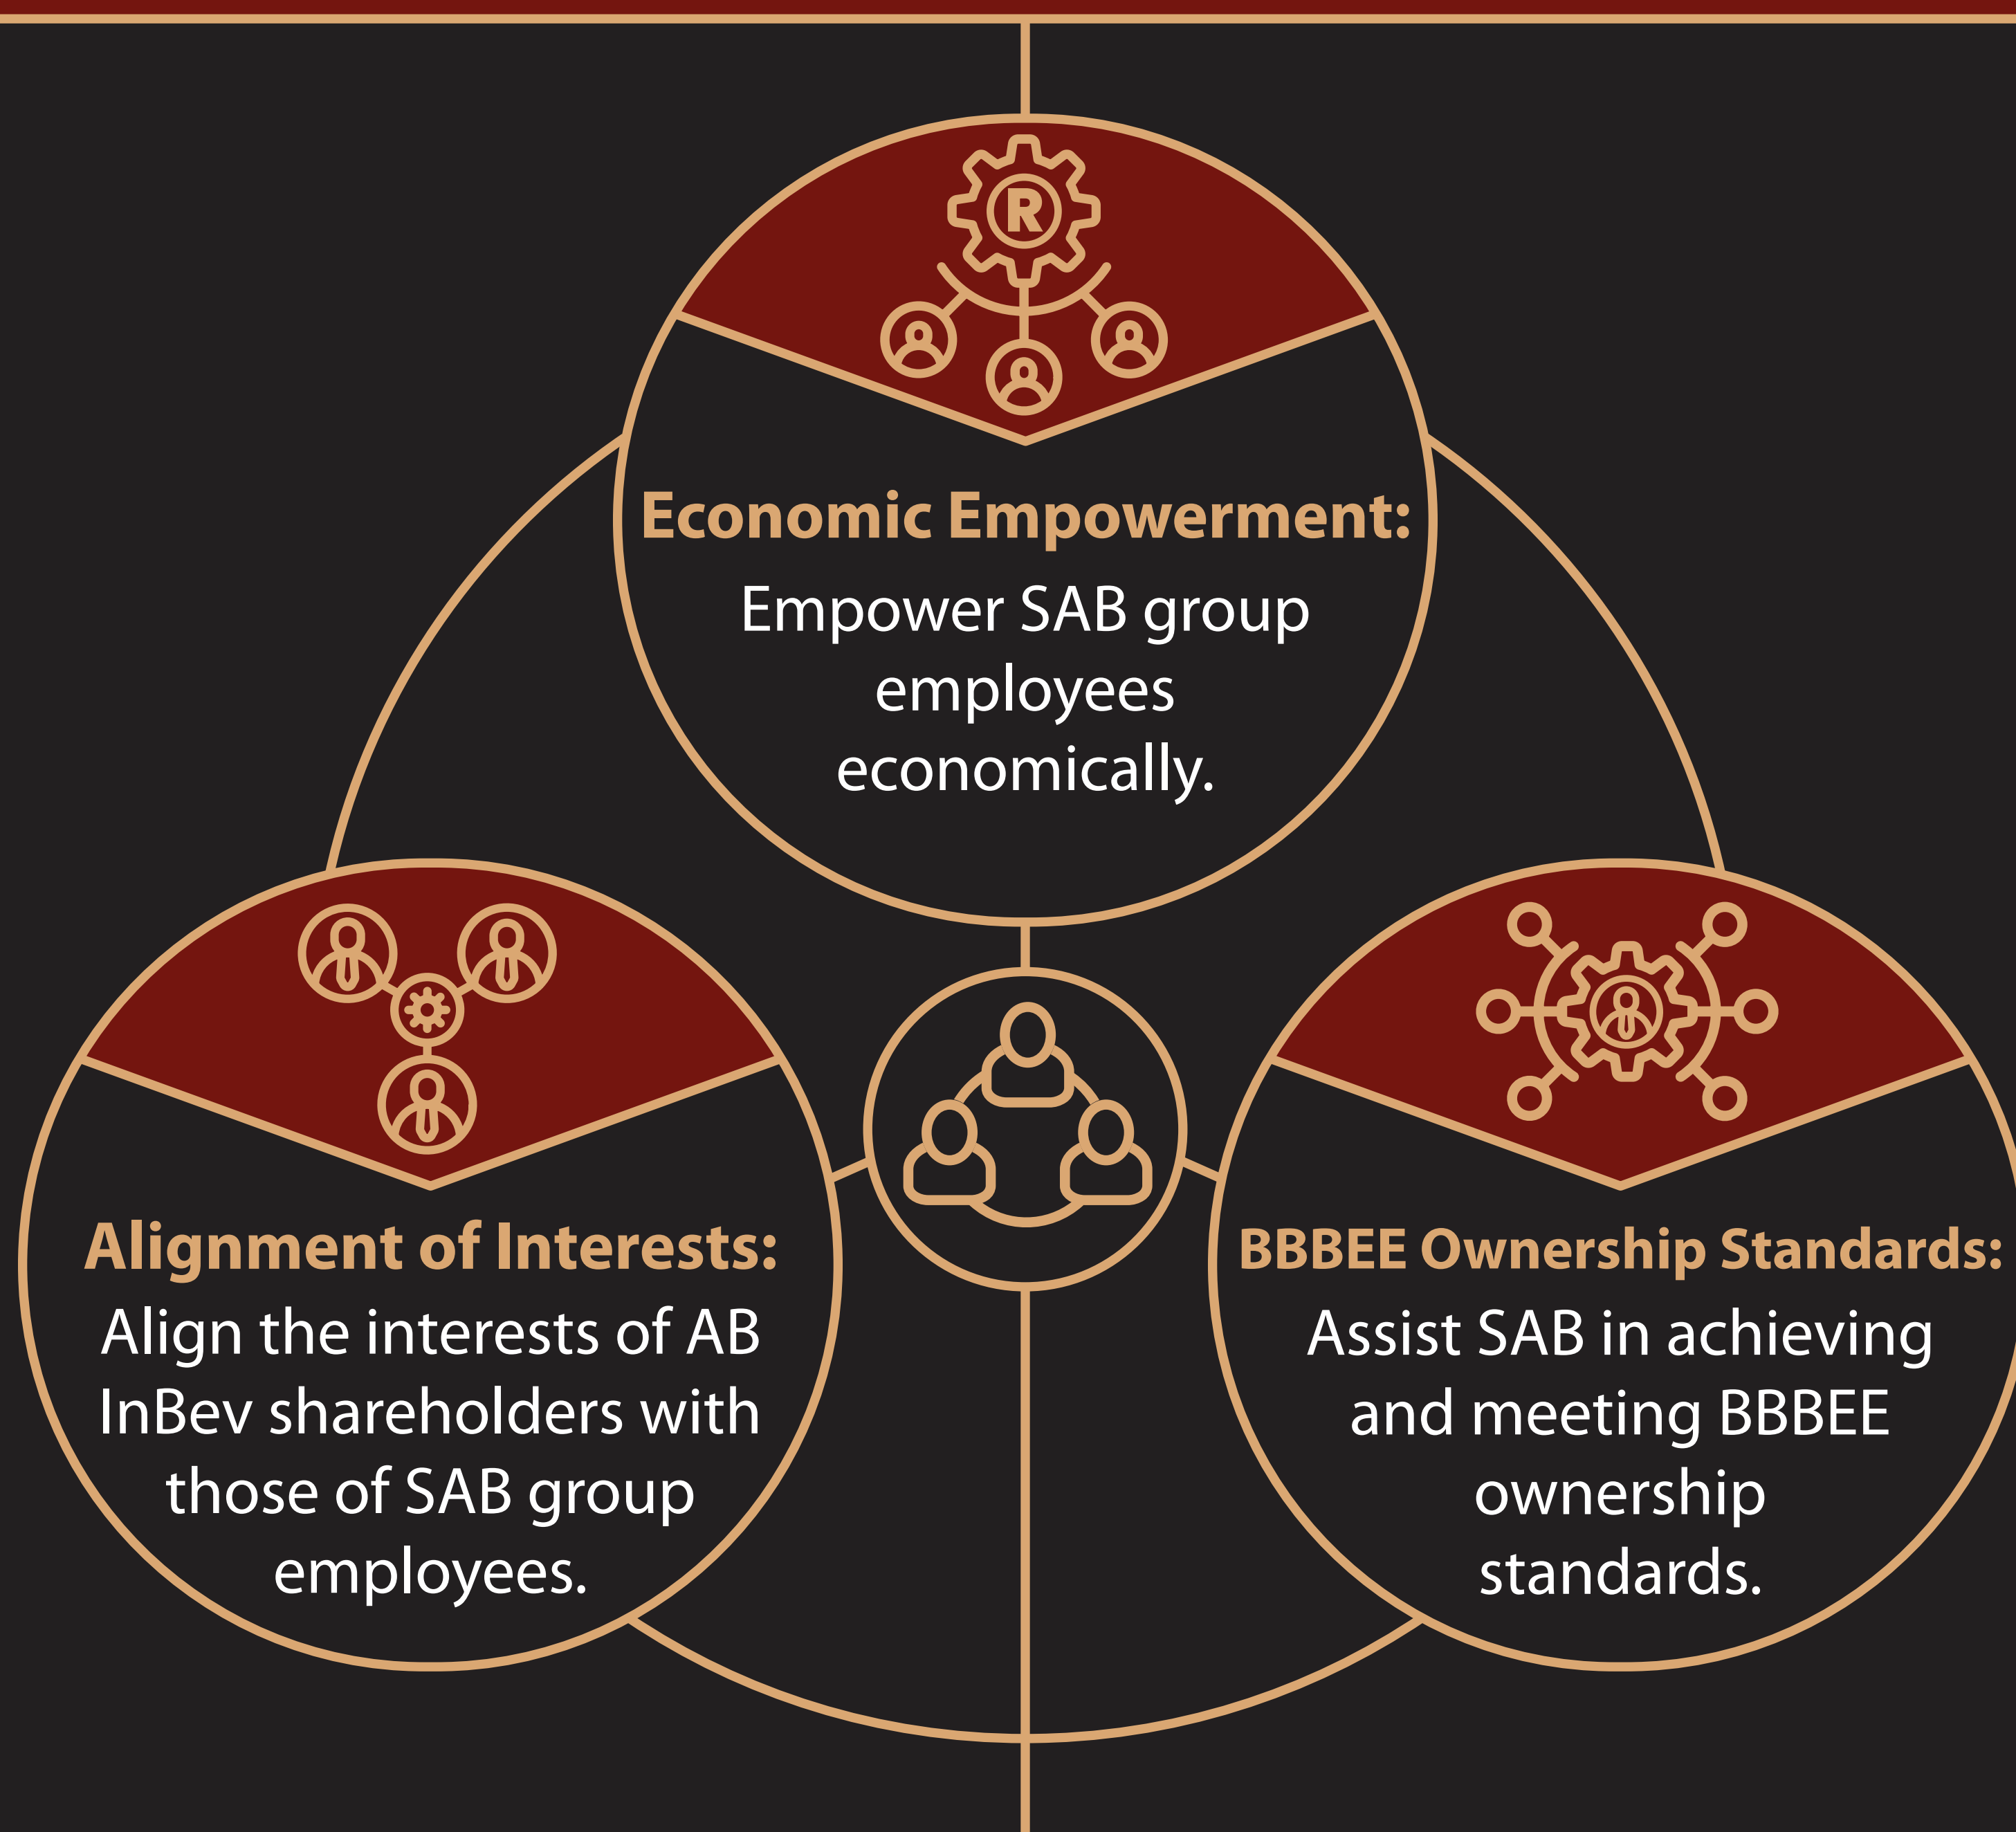 R
Economic Empowerment:
Empower SAB group
employees
economically.
Alignment of Interests:
Align the interests of AB
InBev shareholders with
those of SAB group
employees.
BBBEE Ownership Standards:
Assist SAB in achieving
and meeting BBBEE
ownership
standards.